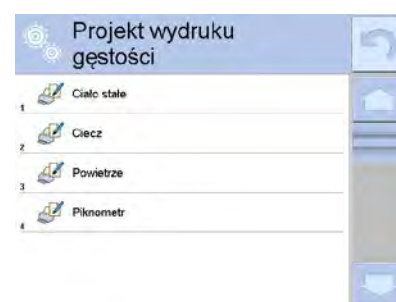 Projekt wydruku
gęstości
1 Ciało stałe
2 Ciecz
3 Powietrze
4 Piknometr